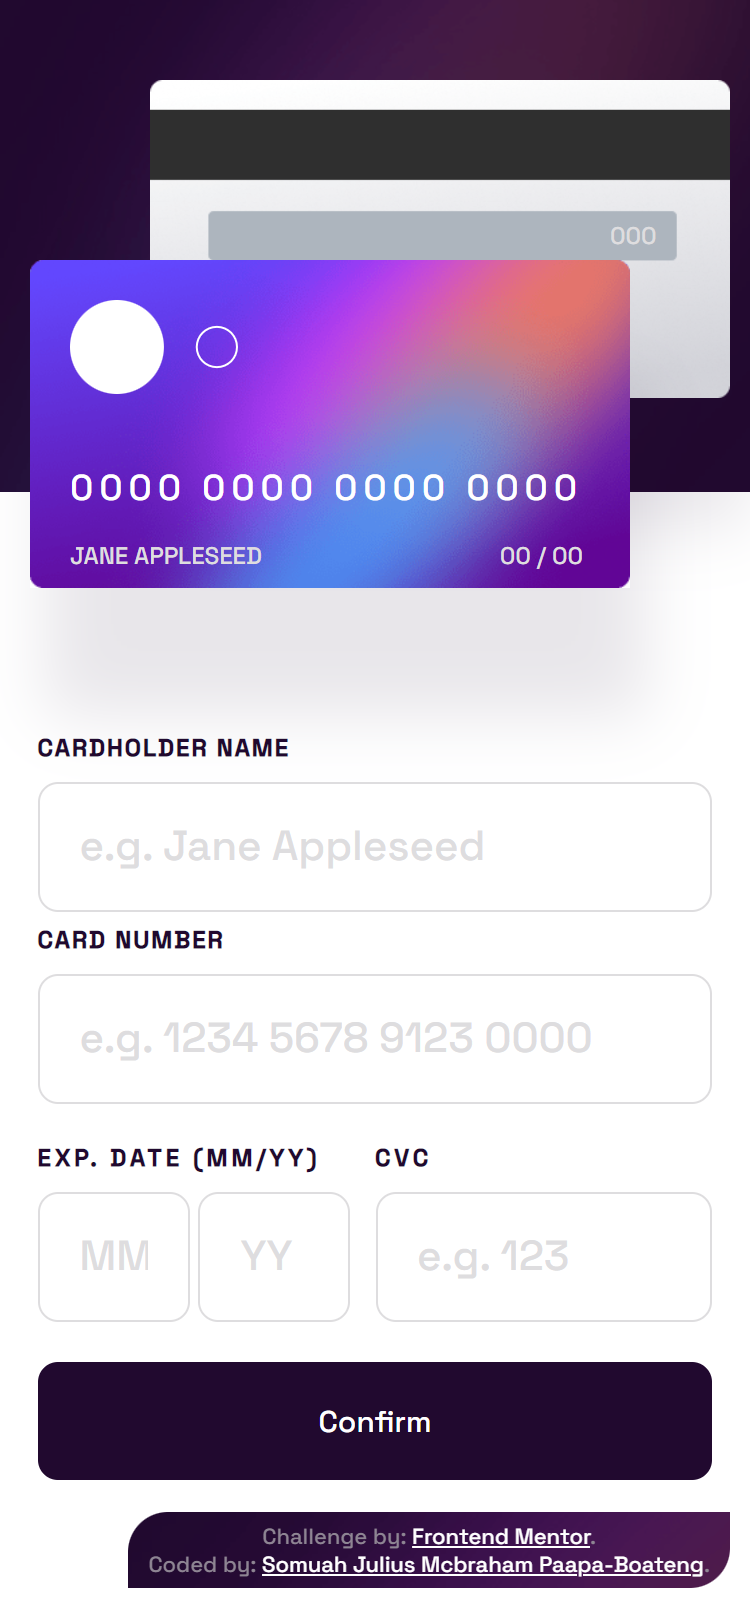 000
0000 0000 0000 0000
JANE APPLESEED 00 / 00
CARDHOLDER NAME
e.g. Jane Appleseed
CARD NUMBER
e.g. 1234 5678 9123 0000
EXP. DATE (MM/YY) CVC
MM YY e.g. 123
Confirm
Challenge by: Frontend Mentor.
Coded by: Somuah Julius Mcbraham Paapa-Boateng.